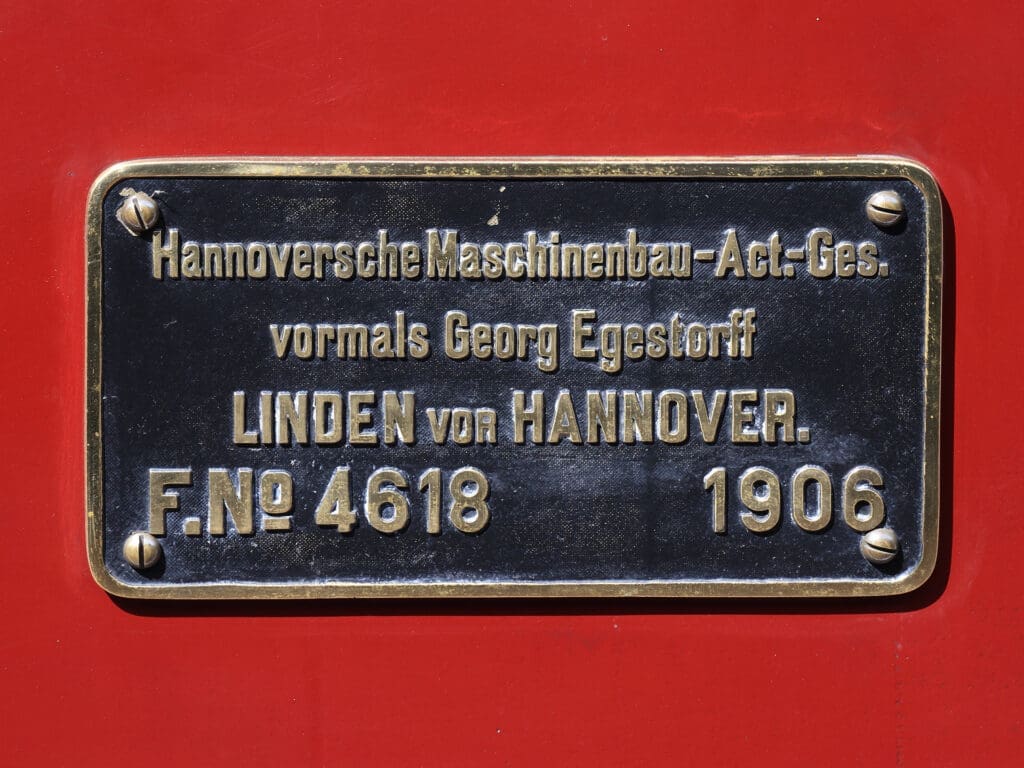 Hannoversche Maschinenbau-Act.-Ges.
vormals Georg Egestorff
LINDEN VOR HANNOVER.
F.Nº 4618 1906